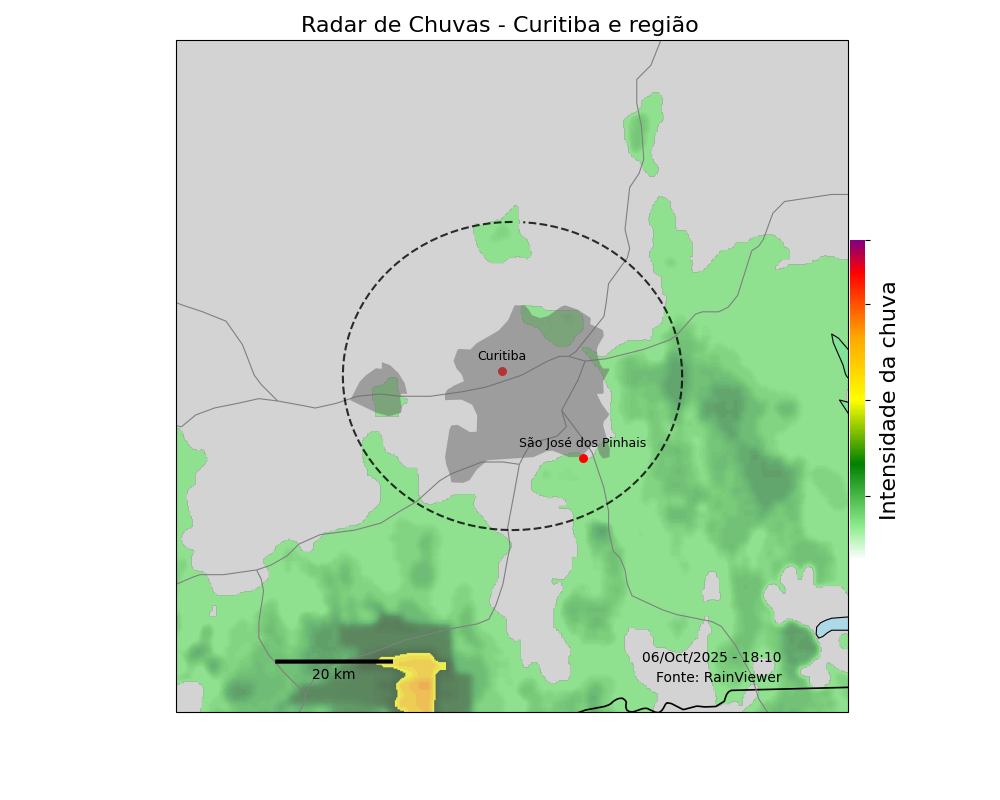 Radar de Chuvas - Curitiba e região
Curitiba
São José dos Pinhais
Intensidade da chuva
20 km
06/Oct/2025 - 18:10
Fonte: RainViewer